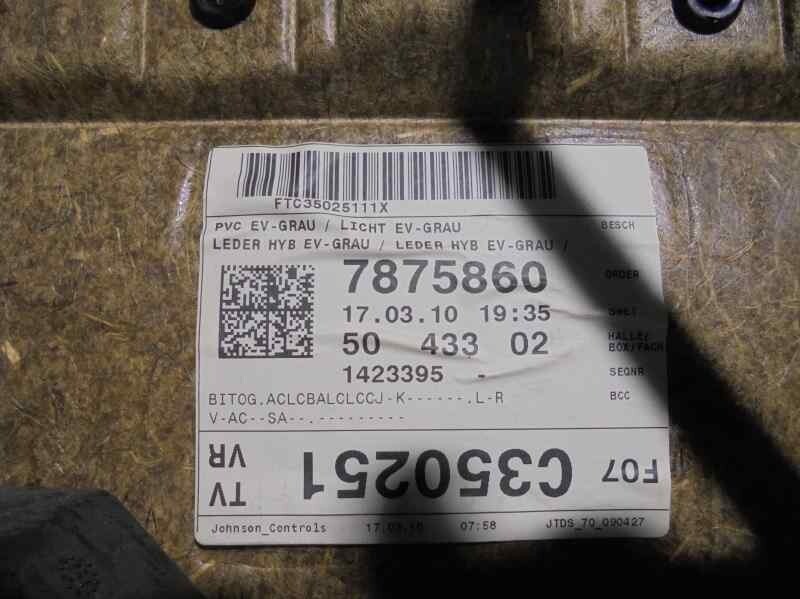 FTC35025111X
PVC EV-GRAU / LICHT EV-GRAU BESCH
LEDER HYB EV-GRAU / LEDER HYB EV-GRAU /
7875860 ORDER
17.03.10 19:35 SWET
50 433 02 HALLE/
BOX/FACH
1423395 - SEQNR
BITOG.ACLCBALCLCCJ-K------.L-R BCC
V-AC--SA--.---------
F07 C350251 TV
VR
Johnson_Controls 17.03.10 07:58 JTDS_70_090427